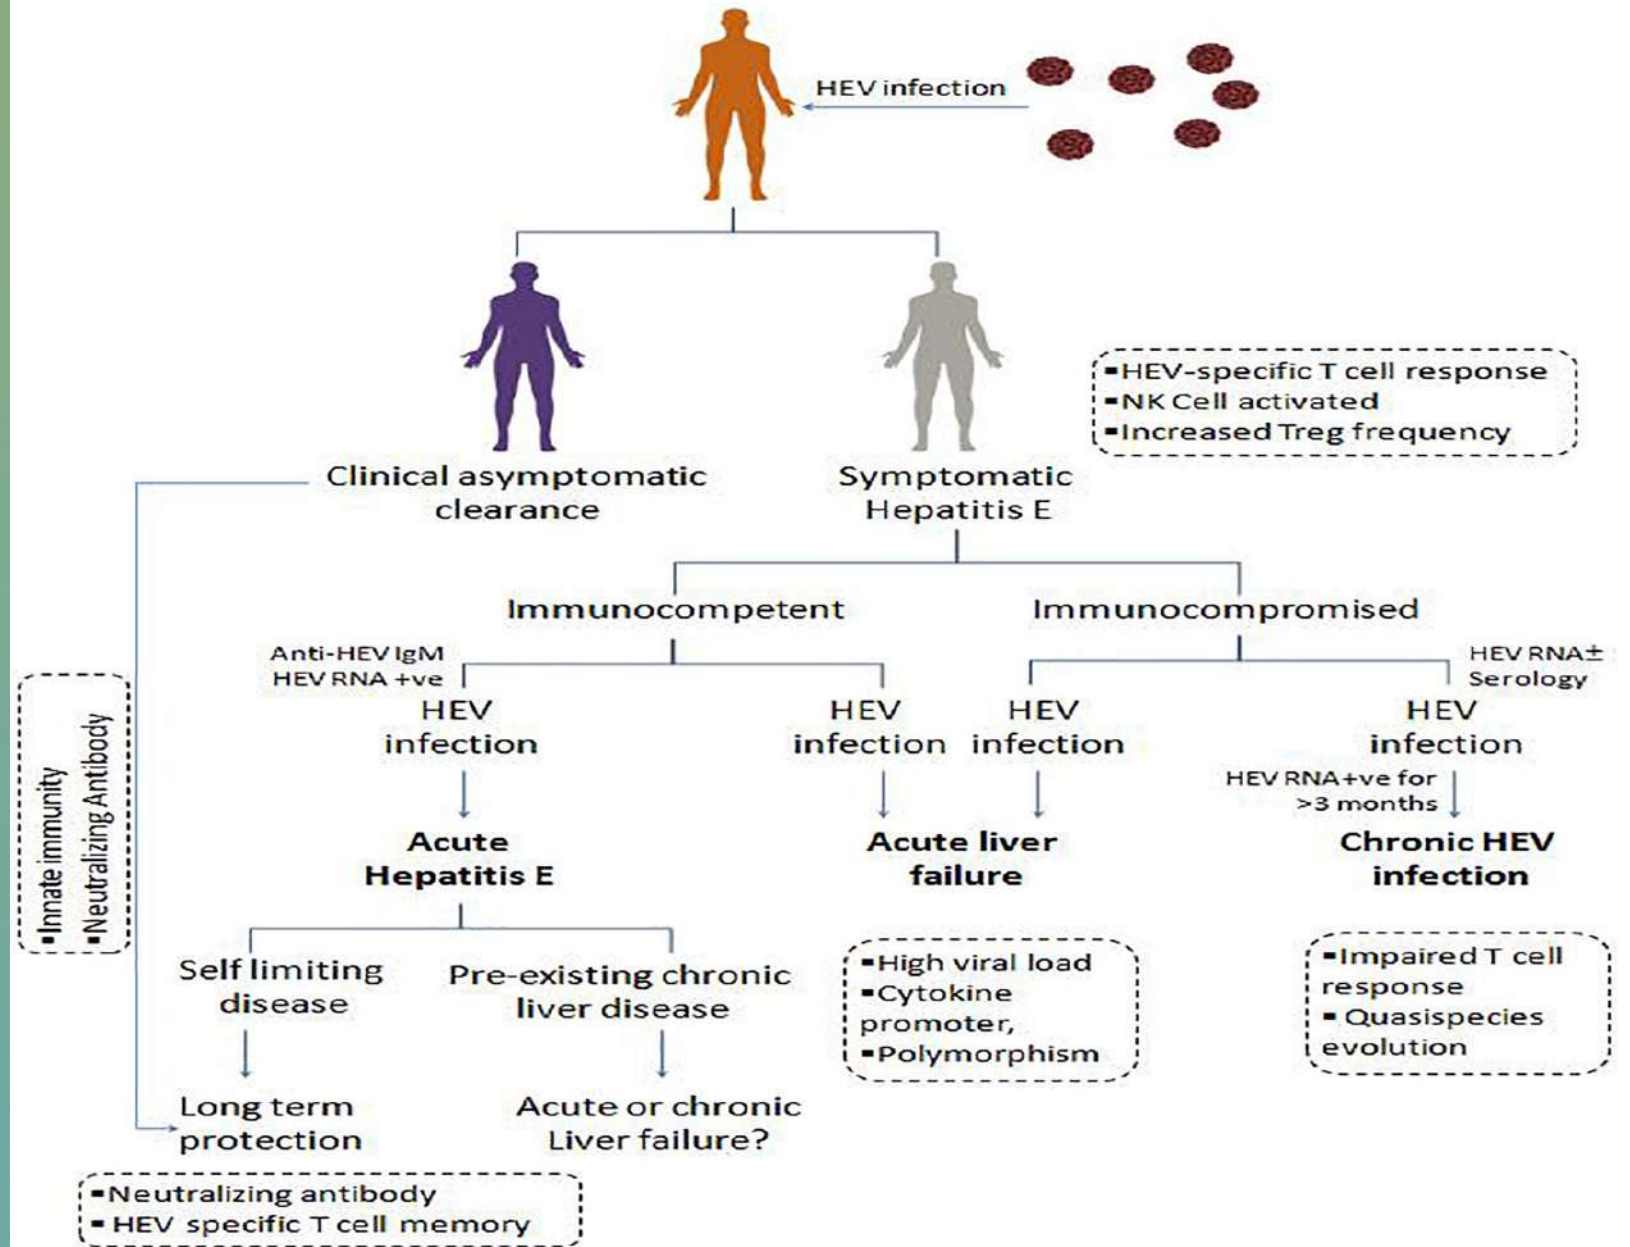 HEV infection
▪HEV-specific T cell response
▪NK Cell activated
▪Increased Treg frequency
Clinical asymptomatic
clearance
Symptomatic
Hepatitis E
Immunocompetent
Immunocompromised
Anti-HEV IgM
HEV RNA +ve
HEV RNA±
Serology
HEV
infection
HEV
infection
HEV
infection
HEV
infection
HEV RNA+ve for
>3 months
▪Innate immunity
▪Neutralizing Antibody
Acute
Hepatitis E
Acute liver
failure
Chronic HEV
infection
Self limiting
disease
Pre-existing chronic
liver disease
▪High viral load
▪Cytokine
promoter,
▪Polymorphism
▪Impaired T cell
response
▪ Quasispecies
evolution
Long term
protection
Acute or chronic
Liver failure?
▪Neutralizing antibody
▪ HEV specific T cell memory